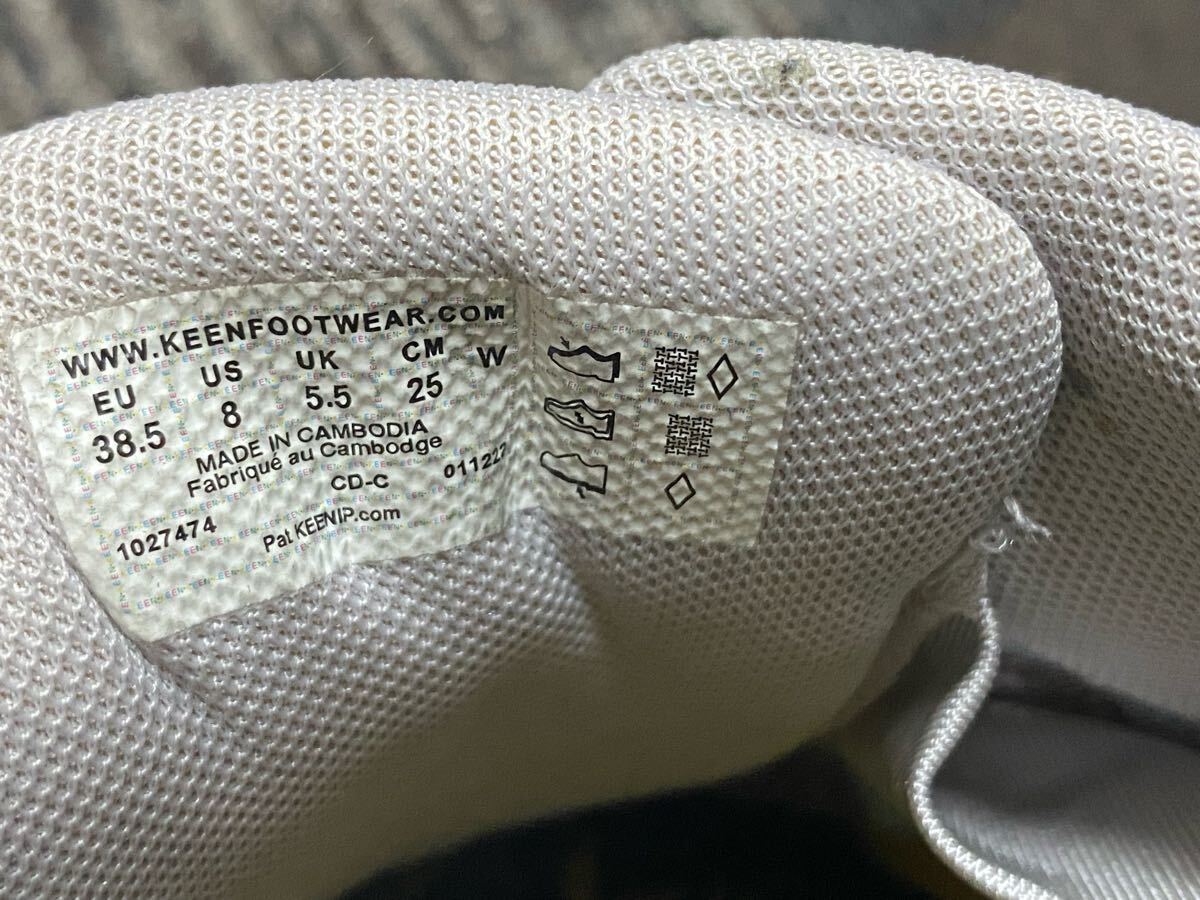 WWW.KEENFOOTWEAR.COM
EU US UK CM W
38.5 8 5.5 25
MADE IN CAMBODIA
Fabriqué au Cambodge
CD-C 011222
1027474 Pat KEENIP.com